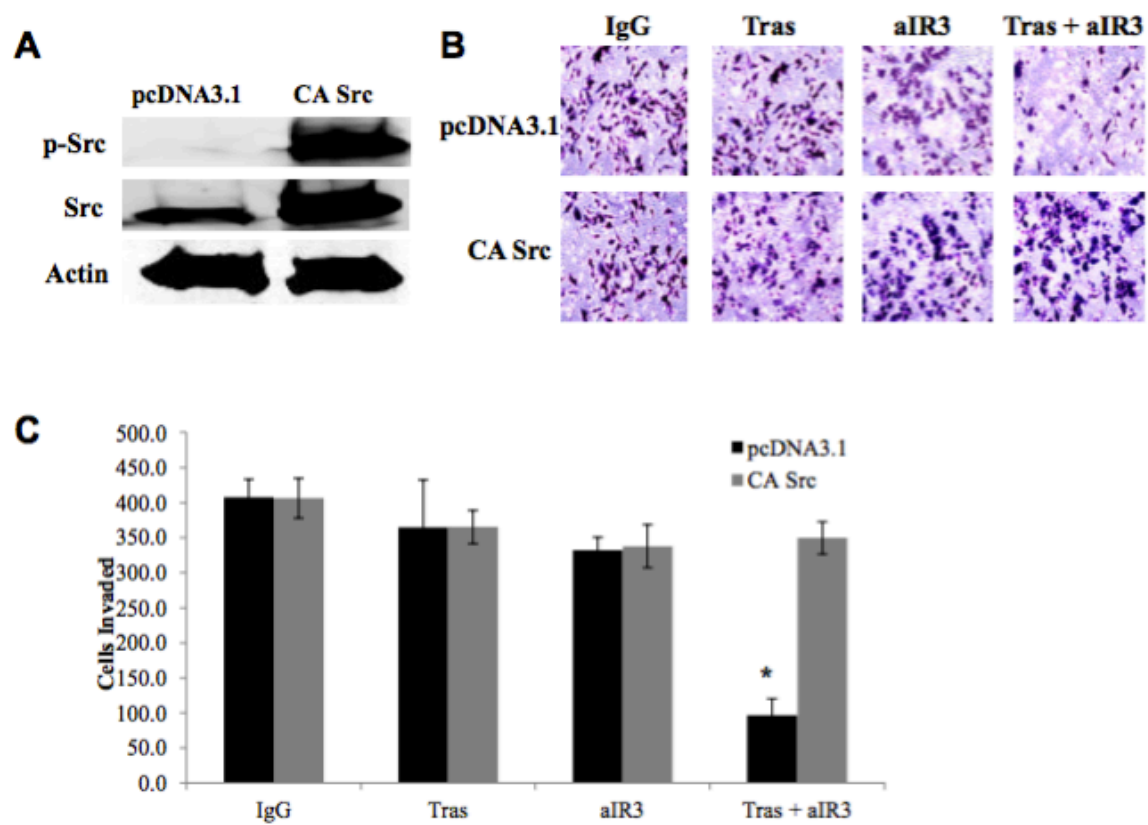 A
pcDNA3.1 CA Src
p-Src
Src
Actin
B
IgG Tras aIR3 Tras + aIR3
pcDNA3.1
CA Src
C
Cells Invaded
500.0
450.0
400.0
350.0
300.0
250.0
200.0
150.0
100.0
50.0
0.0
pcDNA3.1
CA Src
*
IgG Tras aIR3 Tras + aIR3